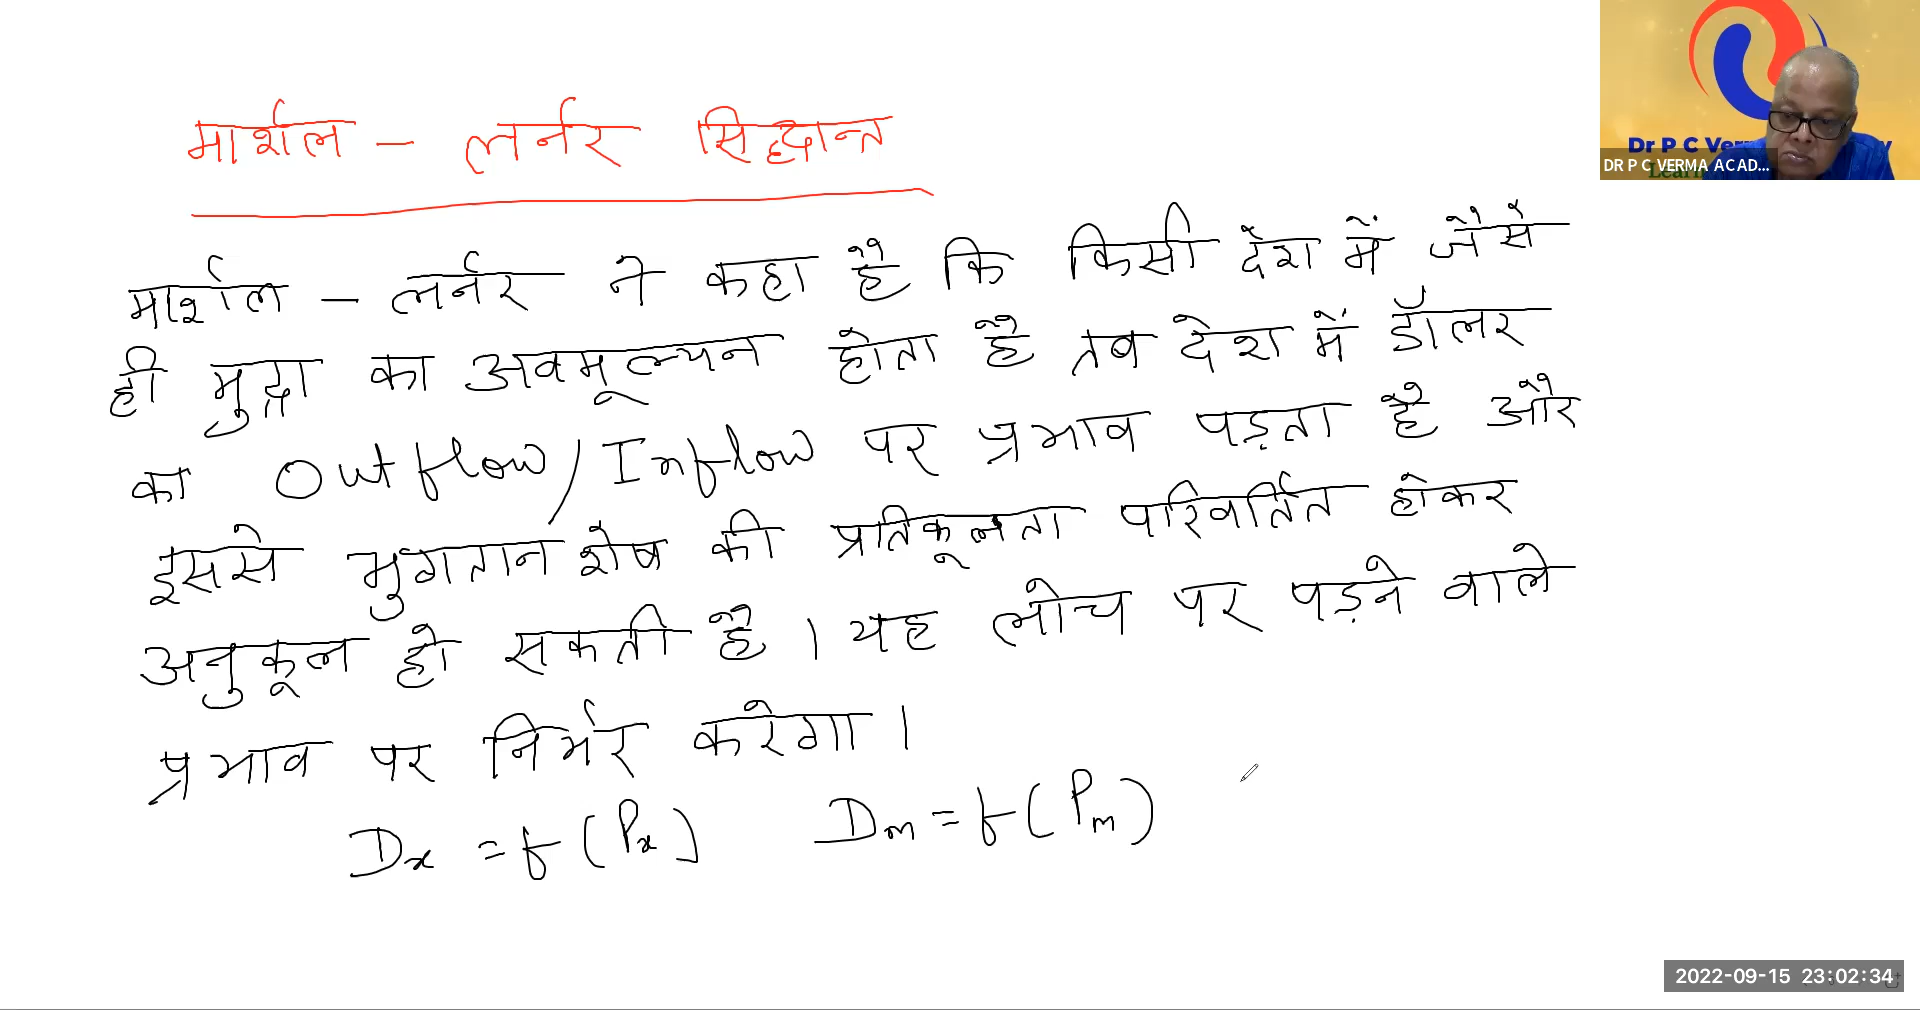 मार्शल - लर्नर सिद्धान्त
मार्शल - लर्नर ने कहा है कि किसी देश में जैसे
ही मुद्रा का अवमूल्यन होता है तब देश में डॉलर
का Outflow/Inflow पर प्रभाव पड़ता है और
इससे भुगतान शेष की प्रतिकूलता परिवर्तित होकर
अनुकूल हो सकती है । यह लोच पर पड़ने वाले
प्रभाव पर निर्भर करेगा ।
Dx = f (Px) Dm = f (Pm)
Dr P C
DR P C VERMA ACAD...
2022-09-15 23:02:34